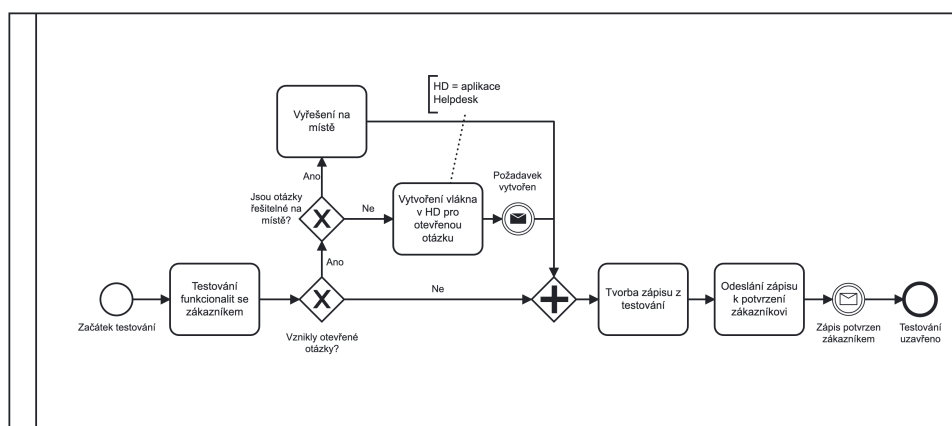 HD = aplikace
Helpdesk
Vyřešení na
místě
Ano
Jsou otázky
řešitelné na
místě?
Ne
Vytvoření vlákna
v HD pro
otevřenou
otázku
Požadavek
vytvořen
Ano
Začátek testování
Testování
funkcionalit se
zákazníkem
Vznikly otevřené
otázky?
Ne
Tvorba zápisu z
testování
Odeslání zápisu
k potvrzení
zákazníkovi
Zápis potvrzen
zákazníkem
Testování
uzavřeno